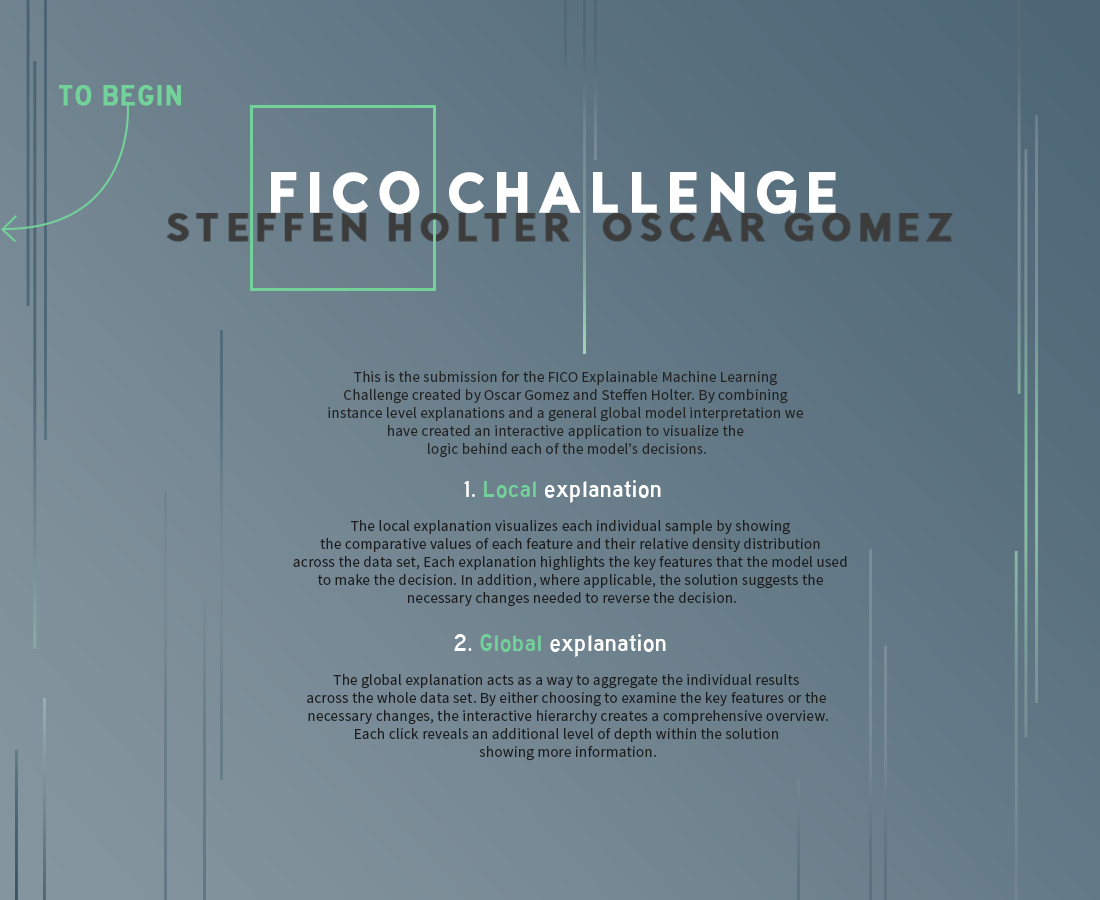 TO BEGIN
FICO CHALLENGE
STEFFEN HOLTER OSCAR GOMEZ
This is the submission for the FICO Explainable Machine Learning
Challenge created by Oscar Gomez and Steffen Holter. By combining
instance level explanations and a general global model interpretation we
have created an interactive application to visualize the
logic behind each of the model's decisions.
1. Local explanation
The local explanation visualizes each individual sample by showing
the comparative values of each feature and their relative density distribution
across the data set, Each explanation highlights the key features that the model used
to make the decision. In addition, where applicable, the solution suggests the
necessary changes needed to reverse the decision.
2. Global explanation
The global explanation acts as a way to aggregate the individual results
across the whole data set. By either choosing to examine the key features or the
necessary changes, the interactive hierarchy creates a comprehensive overview.
Each click reveals an additional level of depth within the solution
showing more information.